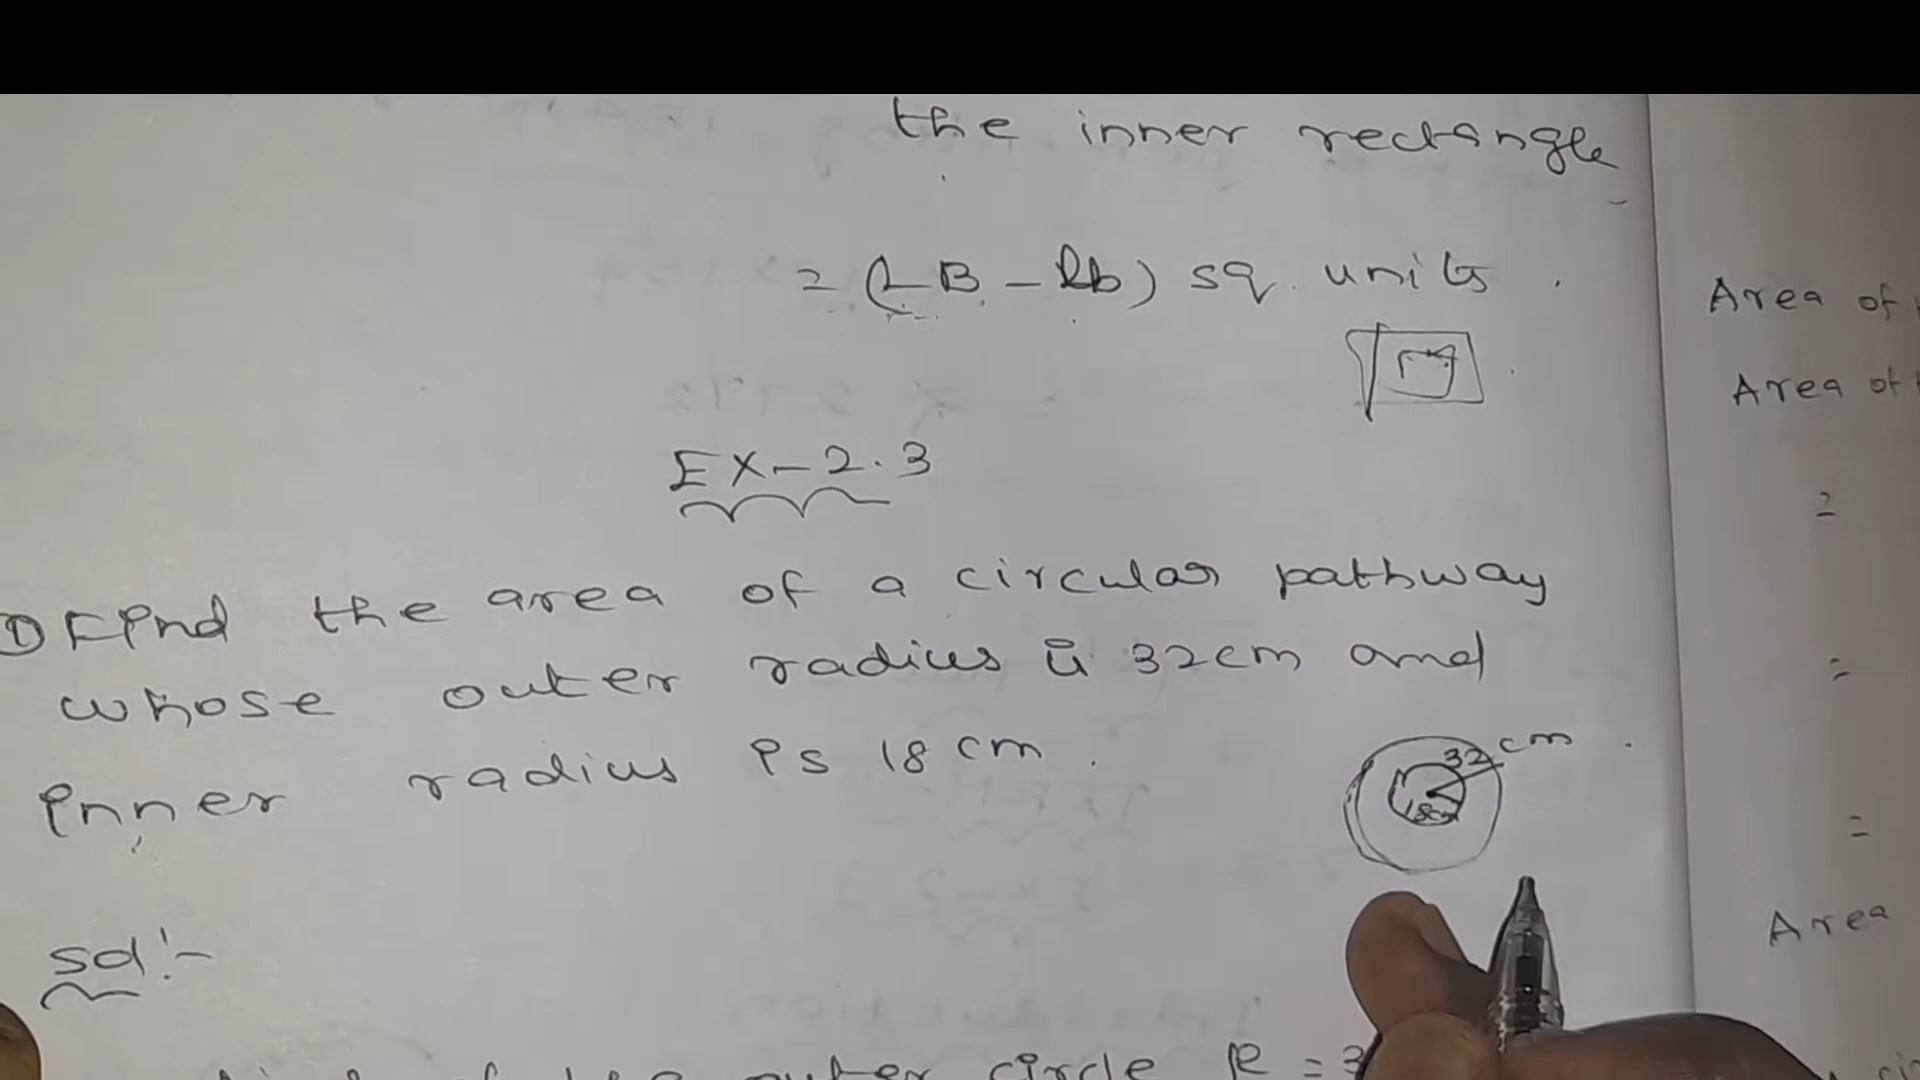 the inner rectangle
= (LB - lb) sq. units.
EX-2.3
1) Find the area of a circular pathway
whose outer radius is 32cm and
inner radius is 18 cm.
32 cm
18cm
Sol:-
outer circle R = 3
Area of
Area of
=
=
=
Area